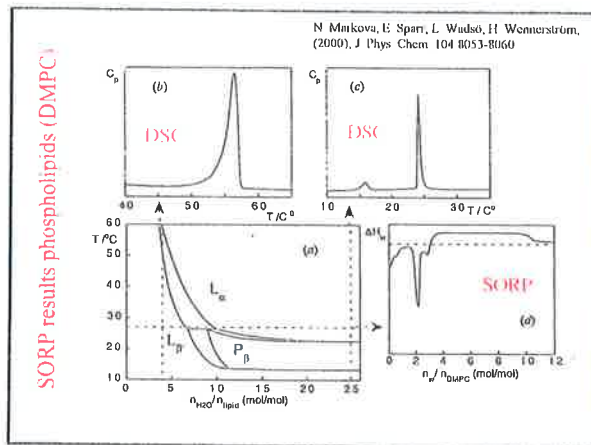 N Markova, E Sparr, L Wadsö, H Wennerström,
(2000), J Phys Chem 104 8053-8060
SORP results phospholipids (DMPC)
Cp
(b)
DSC
40 50 60
T /C°
Cp
(c)
DSC
10 20 30
T /C°
60
T/°C
50
40
30
20
10
(a)
Lα
Lβ
Pβ
0 5 10 15 20 25
nH2O/nlipid (mol/mol)
ΔHw
SORP
(d)
0 2 4 6 8 10 12
nw/nDMPC
(mol/mol)